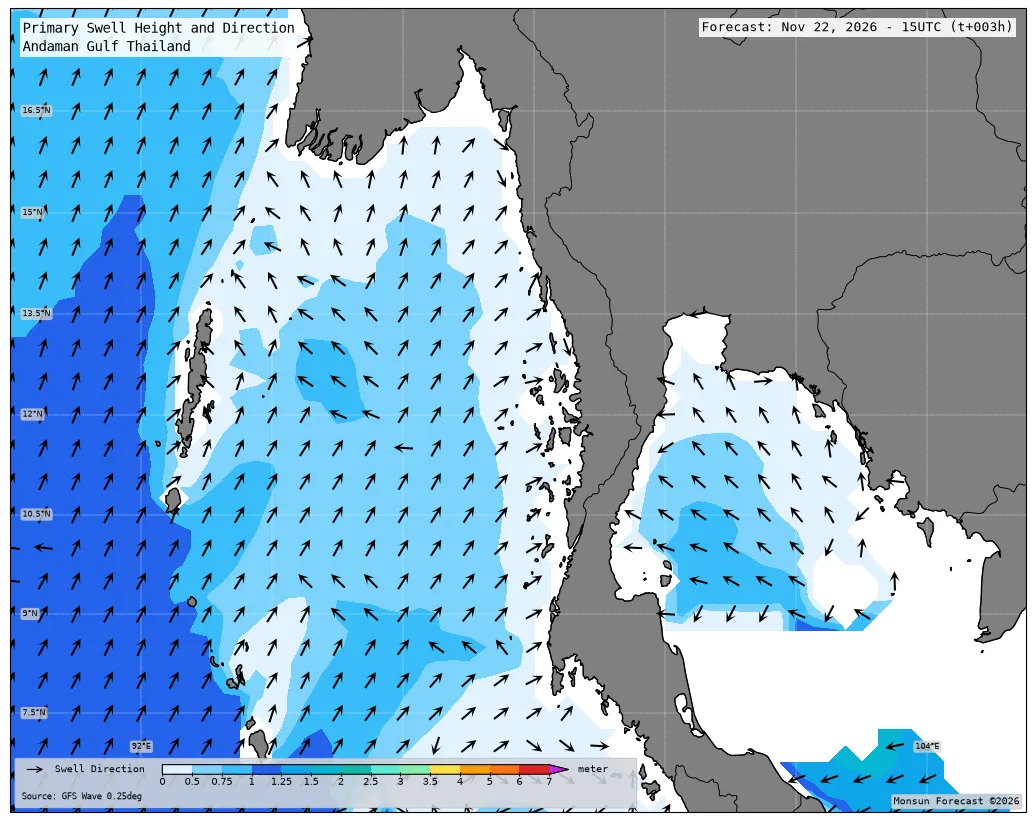 Primary Swell Height and Direction
Andaman Gulf Thailand
Forecast: Nov 22, 2026 - 15UTC (t+003h)
16.5°N
15°N
13.5°N
12°N
10.5°N
9°N
7.5°N
92°E
104°E
Swell Direction
0 0.5 0.75 1 1.25 1.5 2 2.5 3 3.5 4 5 6 7
meter
Source: GFS Wave 0.25deg
Monsun Forecast ©2026